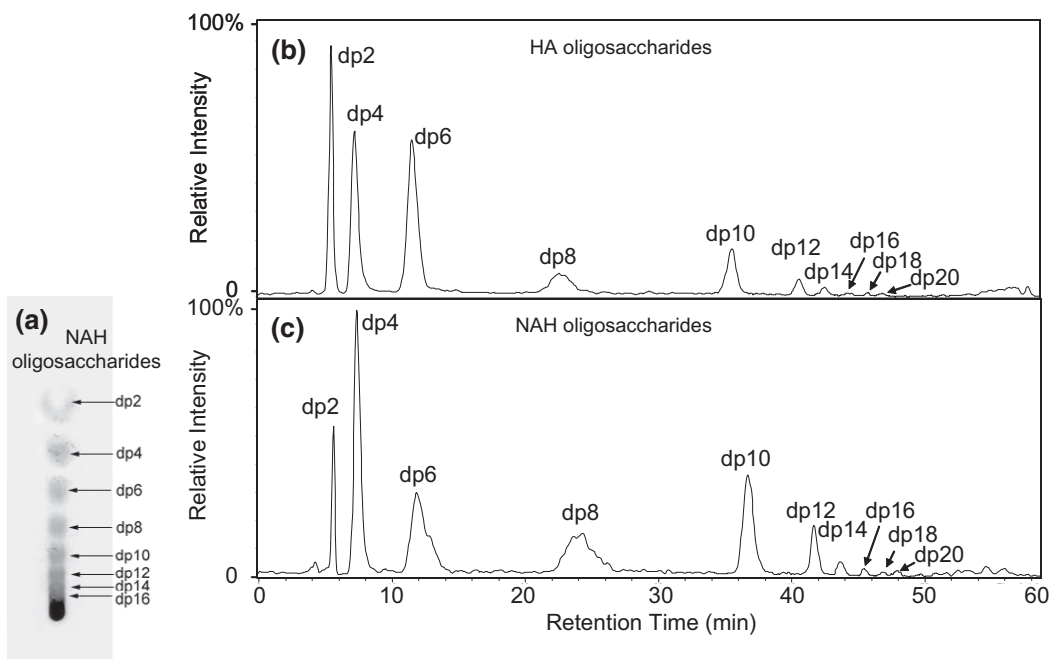 (a)
NAH
oligosaccharides
dp2
dp4
dp6
dp8
dp10
dp12
dp14
dp16
100%
(b)
HA oligosaccharides
Relative Intensity
dp2
dp4
dp6
dp8
dp10
dp12
dp14
dp16
dp18
dp20
0
100%
(c)
NAH oligosaccharides
Relative Intensity
dp2
dp4
dp6
dp8
dp10
dp12
dp14
dp16
dp18
dp20
0
0 10 20 30 40 50 60
Retention Time (min)